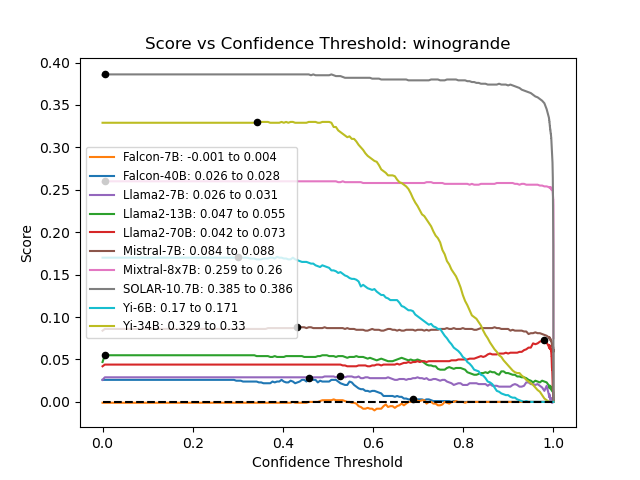 Score vs Confidence Threshold: winogrande
0.40
0.35
0.30
0.25
0.20
0.15
0.10
0.05
0.00
Score
Falcon-7B: -0.001 to 0.004
Falcon-40B: 0.026 to 0.028
Llama2-7B: 0.026 to 0.031
Llama2-13B: 0.047 to 0.055
Llama2-70B: 0.042 to 0.073
Mistral-7B: 0.084 to 0.088
Mixtral-8x7B: 0.259 to 0.26
SOLAR-10.7B: 0.385 to 0.386
Yi-6B: 0.17 to 0.171
Yi-34B: 0.329 to 0.33
0.0 0.2 0.4 0.6 0.8 1.0
Confidence Threshold